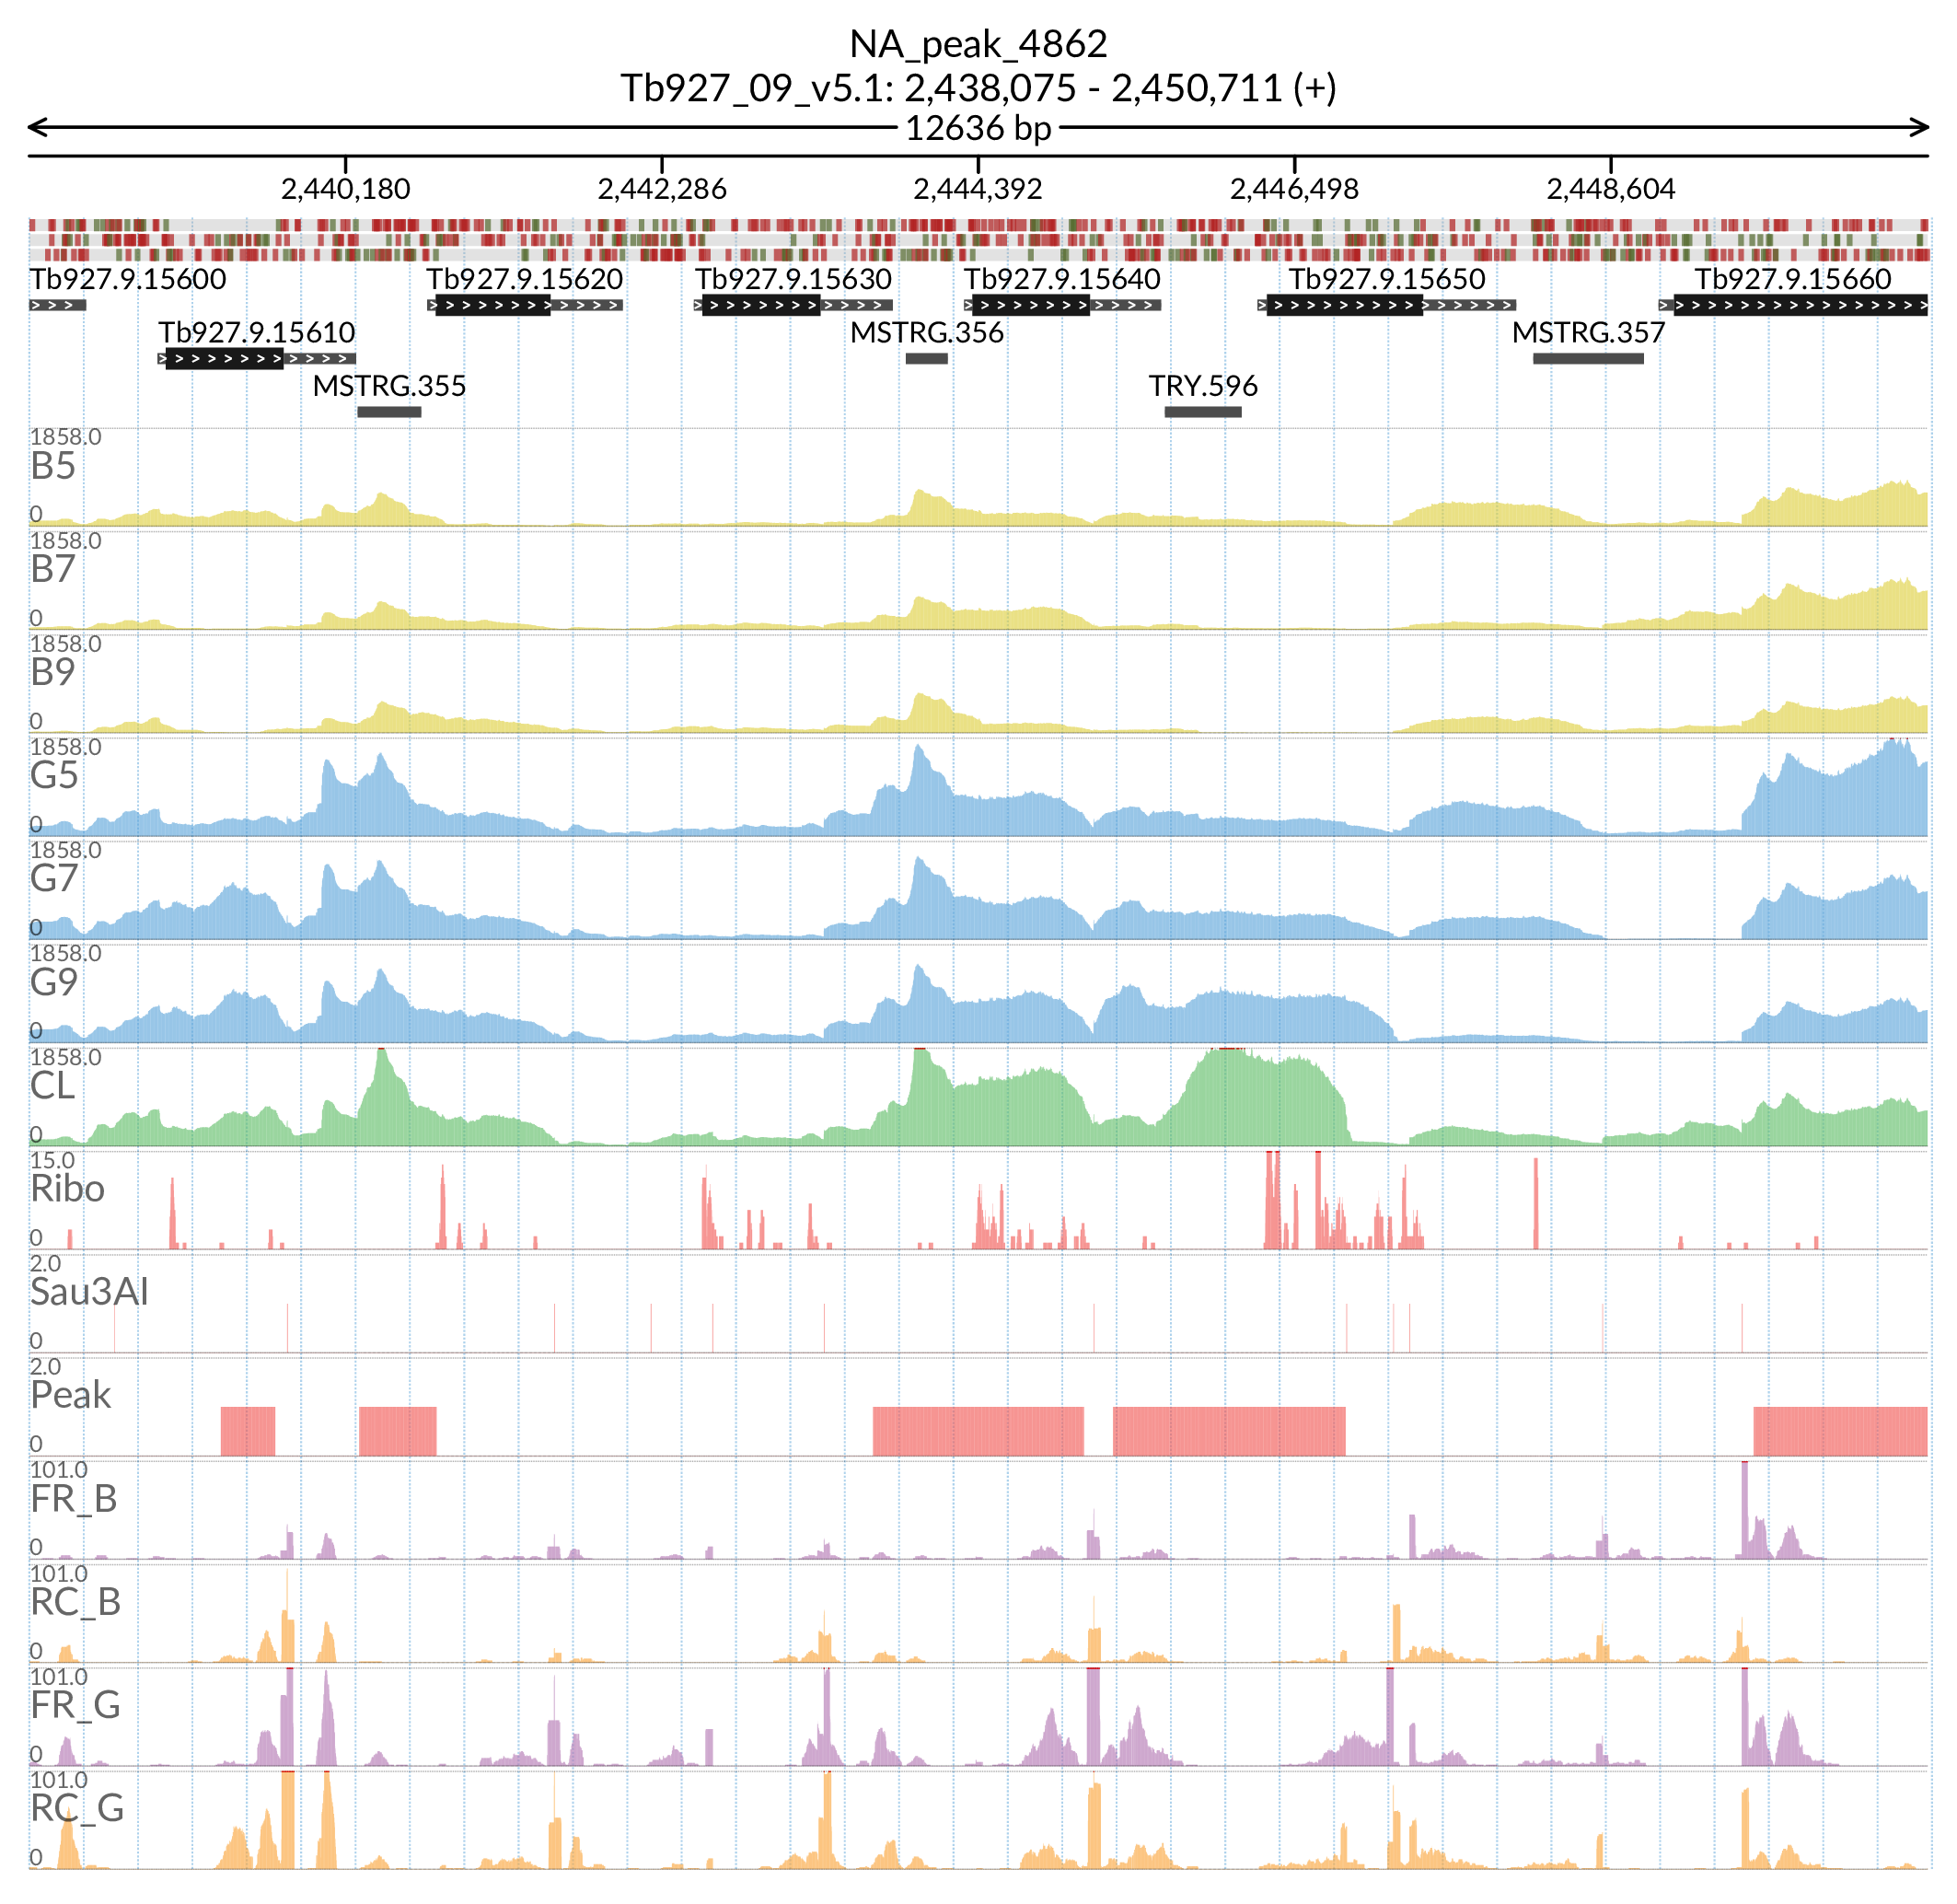 NA_peak_4862
Tb927_09_v5.1: 2,438,075 - 2,450,711 (+)
12636 bp
2,440,180 2,442,286 2,444,392 2,446,498 2,448,604
Tb927.9.15600 Tb927.9.15620 Tb927.9.15630 Tb927.9.15640 Tb927.9.15650 Tb927.9.15660
Tb927.9.15610 MSTRG.356 MSTRG.357
MSTRG.355 TRY.596
1858.0
B5
0
1858.0
B7
0
1858.0
B9
0
1858.0
G5
0
1858.0
G7
0
1858.0
G9
0
1858.0
CL
0
15.0
Ribo
0
2.0
Sau3AI
0
2.0
Peak
0
101.0
FR_B
0
101.0
RC_B
0
101.0
FR_G
0
101.0
RC_G
0